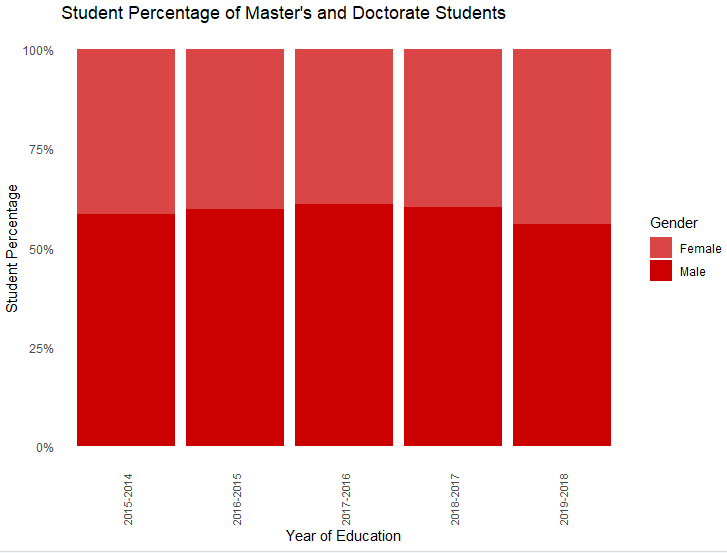 Student Percentage of Master's and Doctorate Students
100%
75%
50%
25%
0%
Student Percentage
2015-2014
2016-2015
2017-2016
2018-2017
2019-2018
Year of Education
Gender
Female
Male